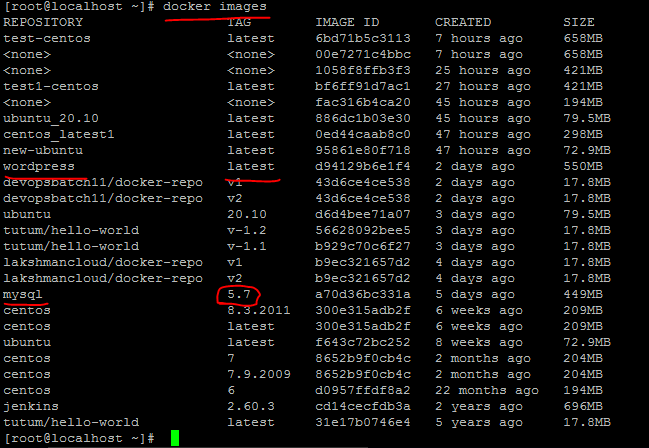 [root@localhost ~]# docker images
REPOSITORY TAG IMAGE ID CREATED SIZE
test-centos latest 6bd71b5c3113 7 hours ago 658MB
<none> <none> 00e7271c4bbc 7 hours ago 658MB
<none> <none> 1058f8ffb3f3 25 hours ago 421MB
test1-centos latest bf6ff91d7ac1 27 hours ago 421MB
<none> <none> fac316b4ca20 45 hours ago 194MB
ubuntu_20.10 latest 886dc1b03e30 45 hours ago 79.5MB
centos_latest1 latest 0ed44caab8c0 47 hours ago 298MB
new-ubuntu latest 95861e80f718 47 hours ago 72.9MB
wordpress latest d94129b6e1f4 2 days ago 550MB
devopsbatch11/docker-repo v1 43d6ce4ce538 2 days ago 17.8MB
devopsbatch11/docker-repo v2 43d6ce4ce538 2 days ago 17.8MB
ubuntu 20.10 d6d4bee71a07 3 days ago 79.5MB
tutum/hello-world v-1.2 56628092bee5 3 days ago 17.8MB
tutum/hello-world v-1.1 b929c70c6f27 3 days ago 17.8MB
lakshmancloud/docker-repo v1 b9ec321657d2 4 days ago 17.8MB
lakshmancloud/docker-repo v2 b9ec321657d2 4 days ago 17.8MB
mysql 5.7 a70d36bc331a 5 days ago 449MB
centos 8.3.2011 300e315adb2f 6 weeks ago 209MB
centos latest 300e315adb2f 6 weeks ago 209MB
ubuntu latest f643c72bc252 8 weeks ago 72.9MB
centos 7 8652b9f0cb4c 2 months ago 204MB
centos 7.9.2009 8652b9f0cb4c 2 months ago 204MB
centos 6 d0957ffdf8a2 22 months ago 194MB
jenkins 2.60.3 cd14cecfdb3a 2 years ago 696MB
tutum/hello-world latest 31e17b0746e4 5 years ago 17.8MB
[root@localhost ~]#